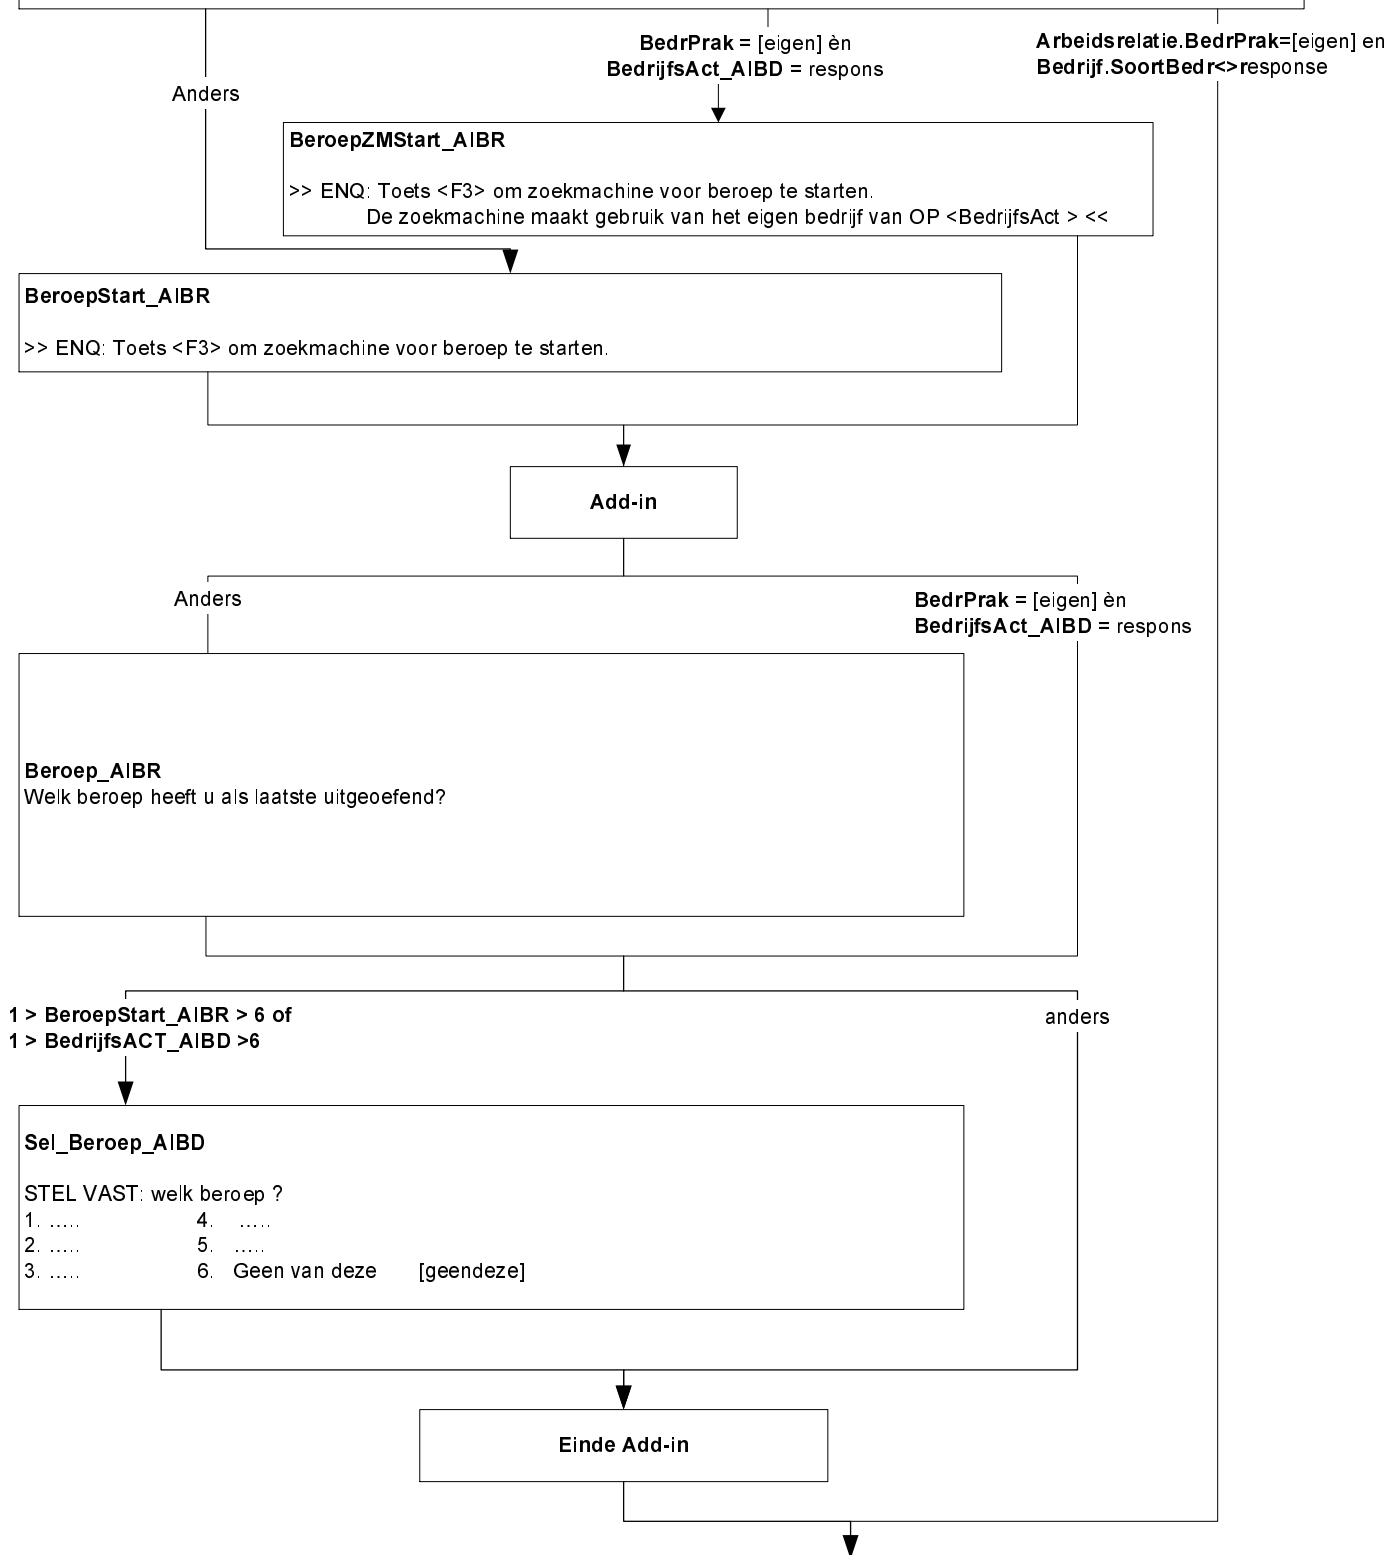 BedrPrak = [eigen] èn
BedrijfsAct_AIBD = respons
Arbeidsrelatie.BedrPrak=[eigen] en
Bedrijf.SoortBedr<>response
Anders
BeroepZMStart_AIBR
>> ENQ: Toets <F3> om zoekmachine voor beroep te starten.
De zoekmachine maakt gebruik van het eigen bedrijf van OP <BedrijfsAct > <<
BeroepStart_AIBR
>> ENQ: Toets <F3> om zoekmachine voor beroep te starten.
Add-in
Anders
BedrPrak = [eigen] èn
BedrijfsAct_AIBD = respons
Beroep_AIBR
Welk beroep heeft u als laatste uitgeoefend?
1 > BeroepStart_AIBR > 6 of
1 > BedrijfsACT_AIBD >6
anders
Sel_Beroep_AIBD
STEL VAST: welk beroep ?
1. ..... 4. .....
2. ..... 5. .....
3. ..... 6. Geen van deze [geendeze]
Einde Add-in